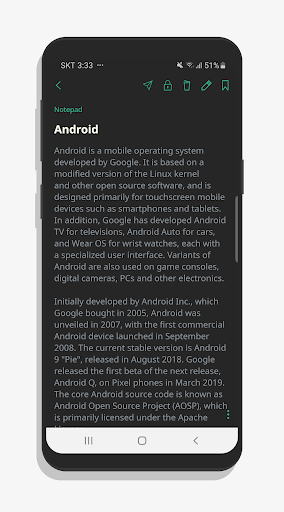 SKT 3:33 ···
51%
Notepad
Android
Android is a mobile operating system
developed by Google. It is based on a
modified version of the Linux kernel
and other open source software, and is
designed primarily for touchscreen mobile
devices such as smartphones and tablets.
In addition, Google has developed Android
TV for televisions, Android Auto for cars,
and Wear OS for wrist watches, each with
a specialized user interface. Variants of
Android are also used on game consoles,
digital cameras, PCs and other electronics.
Initially developed by Android Inc., which
Google bought in 2005, Android was
unveiled in 2007, with the first commercial
Android device launched in September
2008. The current stable version is Android
9 "Pie", released in August 2018. Google
released the first beta of the next release,
Android Q, on Pixel phones in March 2019.
The core Android source code is known as
Android Open Source Project (AOSP), which
is primarily licensed under the Apache